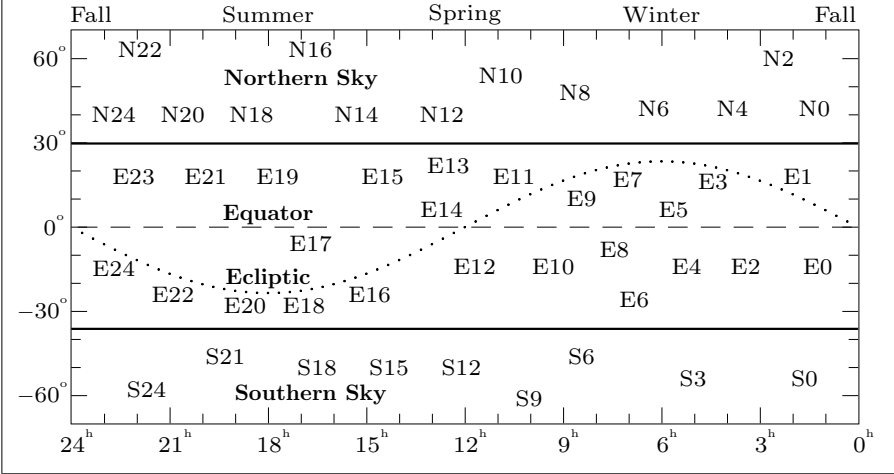 Fall Summer Spring Winter Fall
60° N22 N16 N2
Northern Sky N10
N8
N24 N20 N18 N14 N12 N6 N4 N0
30°
E23 E21 E19 E15 E13 E11 E7 E3 E1
E9
Equator E14 E5
0°
E17 E8
E24 Ecliptic E12 E10 E4 E2 E0
E22 E20 E18 E16 E6
−30°
S21 S6
S18 S15 S12 S3 S0
S24 Southern Sky S9
−60°
24ʰ 21ʰ 18ʰ 15ʰ 12ʰ 9ʰ 6ʰ 3ʰ 0ʰ